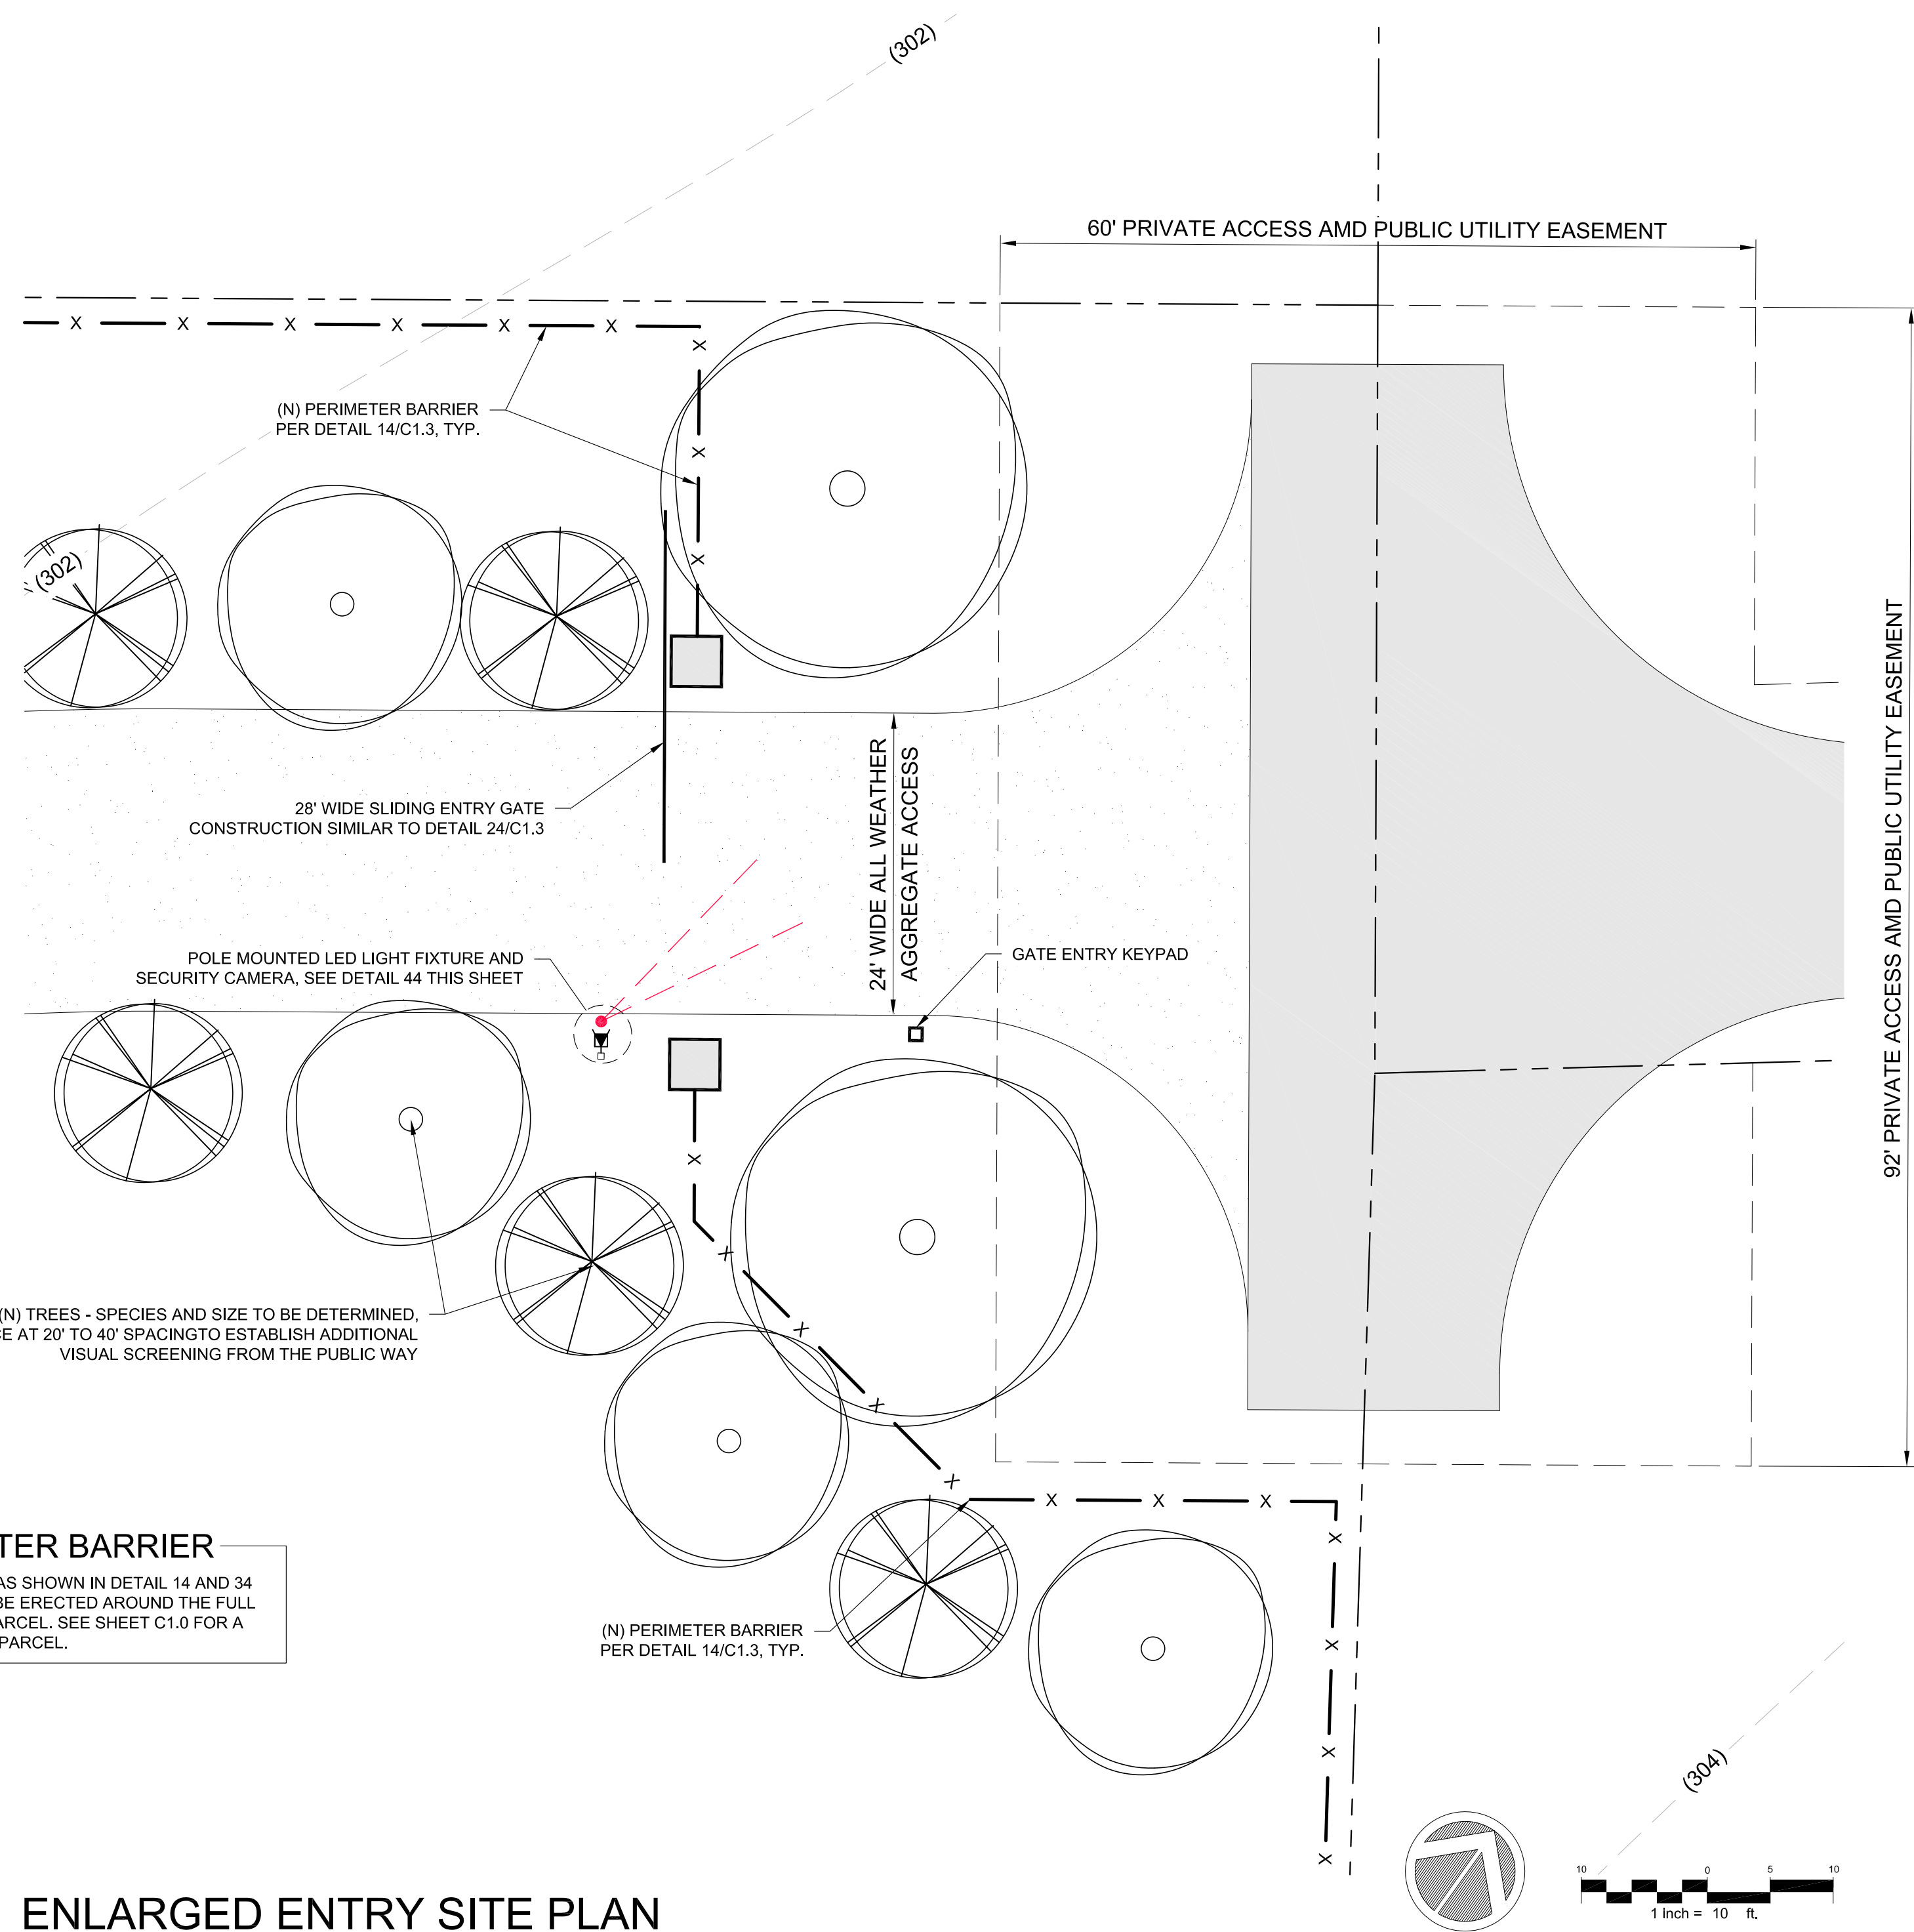 (302)
60' PRIVATE ACCESS AMD PUBLIC UTILITY EASEMENT
X X X X X X
X
X
X
(N) PERIMETER BARRIER
PER DETAIL 14/C1.3, TYP.
(302)
28' WIDE SLIDING ENTRY GATE
CONSTRUCTION SIMILAR TO DETAIL 24/C1.3
24' WIDE ALL WEATHER
AGGREGATE ACCESS
92' PRIVATE ACCESS AMD PUBLIC UTILITY EASEMENT
POLE MOUNTED LED LIGHT FIXTURE AND
SECURITY CAMERA, SEE DETAIL 44 THIS SHEET
GATE ENTRY KEYPAD
X
X
X
X
X
(N) TREES - SPECIES AND SIZE TO BE DETERMINED,
CE AT 20' TO 40' SPACINGTO ESTABLISH ADDITIONAL
VISUAL SCREENING FROM THE PUBLIC WAY
X X X
X
X
X
X
TER BARRIER
AS SHOWN IN DETAIL 14 AND 34
BE ERECTED AROUND THE FULL
ARCEL. SEE SHEET C1.0 FOR A
PARCEL.
(N) PERIMETER BARRIER
PER DETAIL 14/C1.3, TYP.
(304)
10 0 5 10
1 inch = 10 ft.
ENLARGED ENTRY SITE PLAN